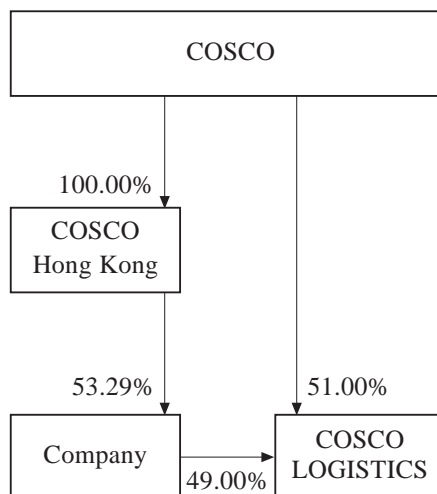 COSCO
100.00%
COSCO
Hong Kong
53.29%
51.00%
Company
49.00%
COSCO
LOGISTICS